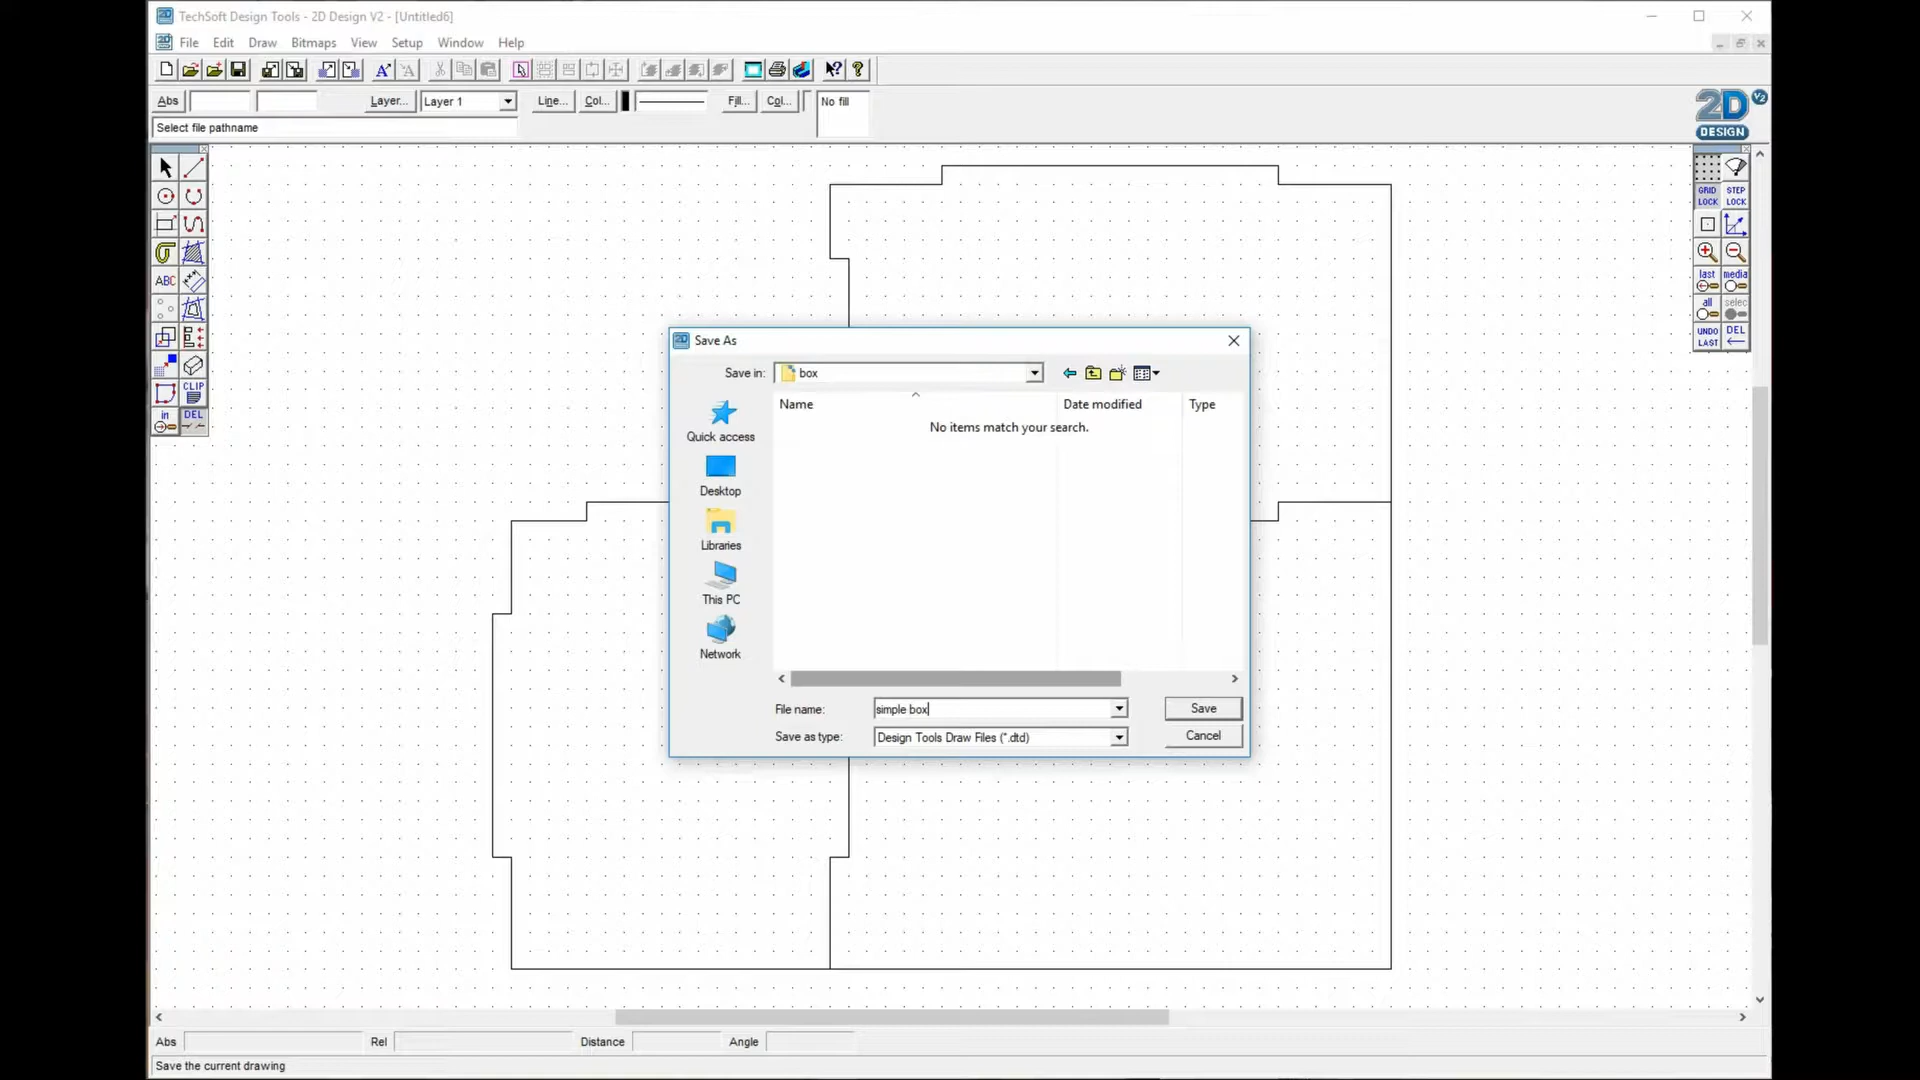 TechSoft Design Tools - 2D Design V2 - [Untitled6]
File Edit Draw Bitmaps View Setup Window Help
Abs Layer... Layer 1 Line... Col... Fill... Col... No fill
Select file pathname
2D V2
DESIGN
GRID LOCK
STEP LOCK
ABC
last
media
all
selec
CLIP
UNDO LAST
DEL
in
DEL
Save As
Save in: box
Name Date modified Type
No items match your search.
Quick access
Desktop
Libraries
This PC
Network
File name: simple box
Save
Save as type: Design Tools Draw Files (*.dtd)
Cancel
Abs Rel Distance Angle
Save the current drawing